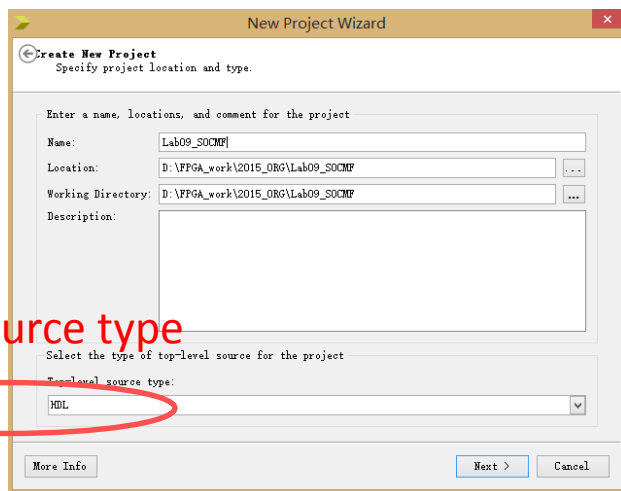 New Project Wizard
Create New Project
Specify project location and type.
Enter a name, locations, and comment for the project
Name: Lab09_SOCMF
Location: D:\FPGA_work\2015_ORG\Lab09_SOCMF ...
Working Directory: D:\FPGA_work\2015_ORG\Lab09_SOCMF ...
Description:
urce type
Select the type of top-level source for the project
Top-level source type:
HDL
More Info Next > Cancel